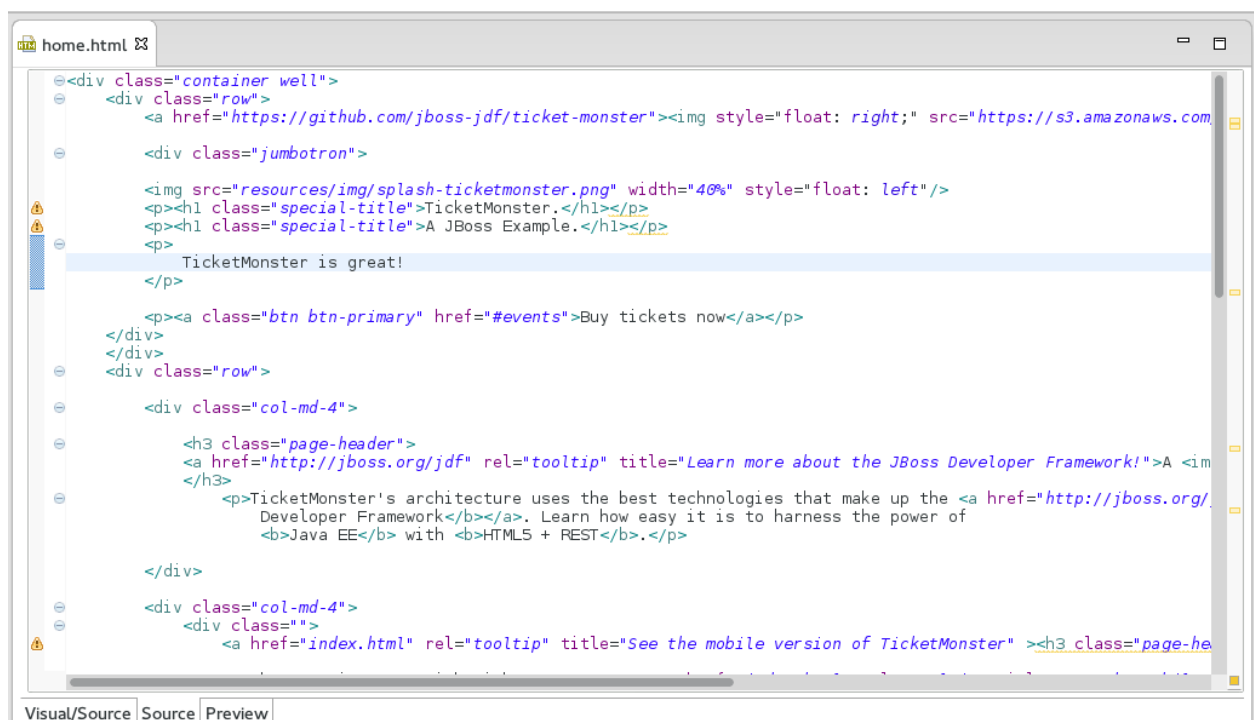 home.html
<div class="container well">
<div class="row">
<a href="https://github.com/jboss-jdf/ticket-monster"><img style="float: right;" src="https://s3.amazonaws.com
<div class="jumbotron">
<img src="resources/img/splash-ticketmonster.png" width="40%" style="float: left"/>
<p><h1 class="special-title">TicketMonster.</h1></p>
<p><h1 class="special-title">A JBoss Example.</h1></p>
<p>
TicketMonster is great!
</p>
<p><a class="btn btn-primary" href="#events">Buy tickets now</a></p>
</div>
</div>
<div class="row">
<div class="col-md-4">
<h3 class="page-header">
<a href="http://jboss.org/jdf" rel="tooltip" title="Learn more about the JBoss Developer Framework!">A <im
</h3>
<p>TicketMonster's architecture uses the best technologies that make up the <a href="http://jboss.org/
Developer Framework</b></a>. Learn how easy it is to harness the power of
<b>Java EE</b> with <b>HTML5 + REST</b>.</p>
</div>
<div class="col-md-4">
<div class="">
<a href="index.html" rel="tooltip" title="See the mobile version of TicketMonster" ><h3 class="page-hea
Visual/Source Source Preview